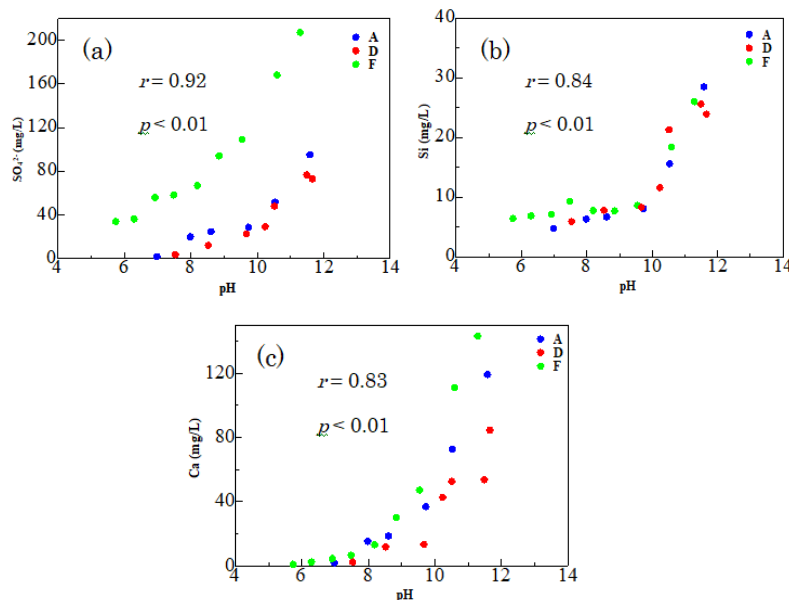 (a)
A
D
F
r = 0.92
p < 0.01
SO₄²⁻ (mg/L)
200
160
120
80
40
0
4 6 8 10 12 14
pH
(b)
A
D
F
r = 0.84
p < 0.01
Si (mg/L)
40
30
20
10
0
4 6 8 10 12 14
pH
(c)
A
D
F
r = 0.83
p < 0.01
Ca (mg/L)
120
80
40
0
4 6 8 10 12 14
pH